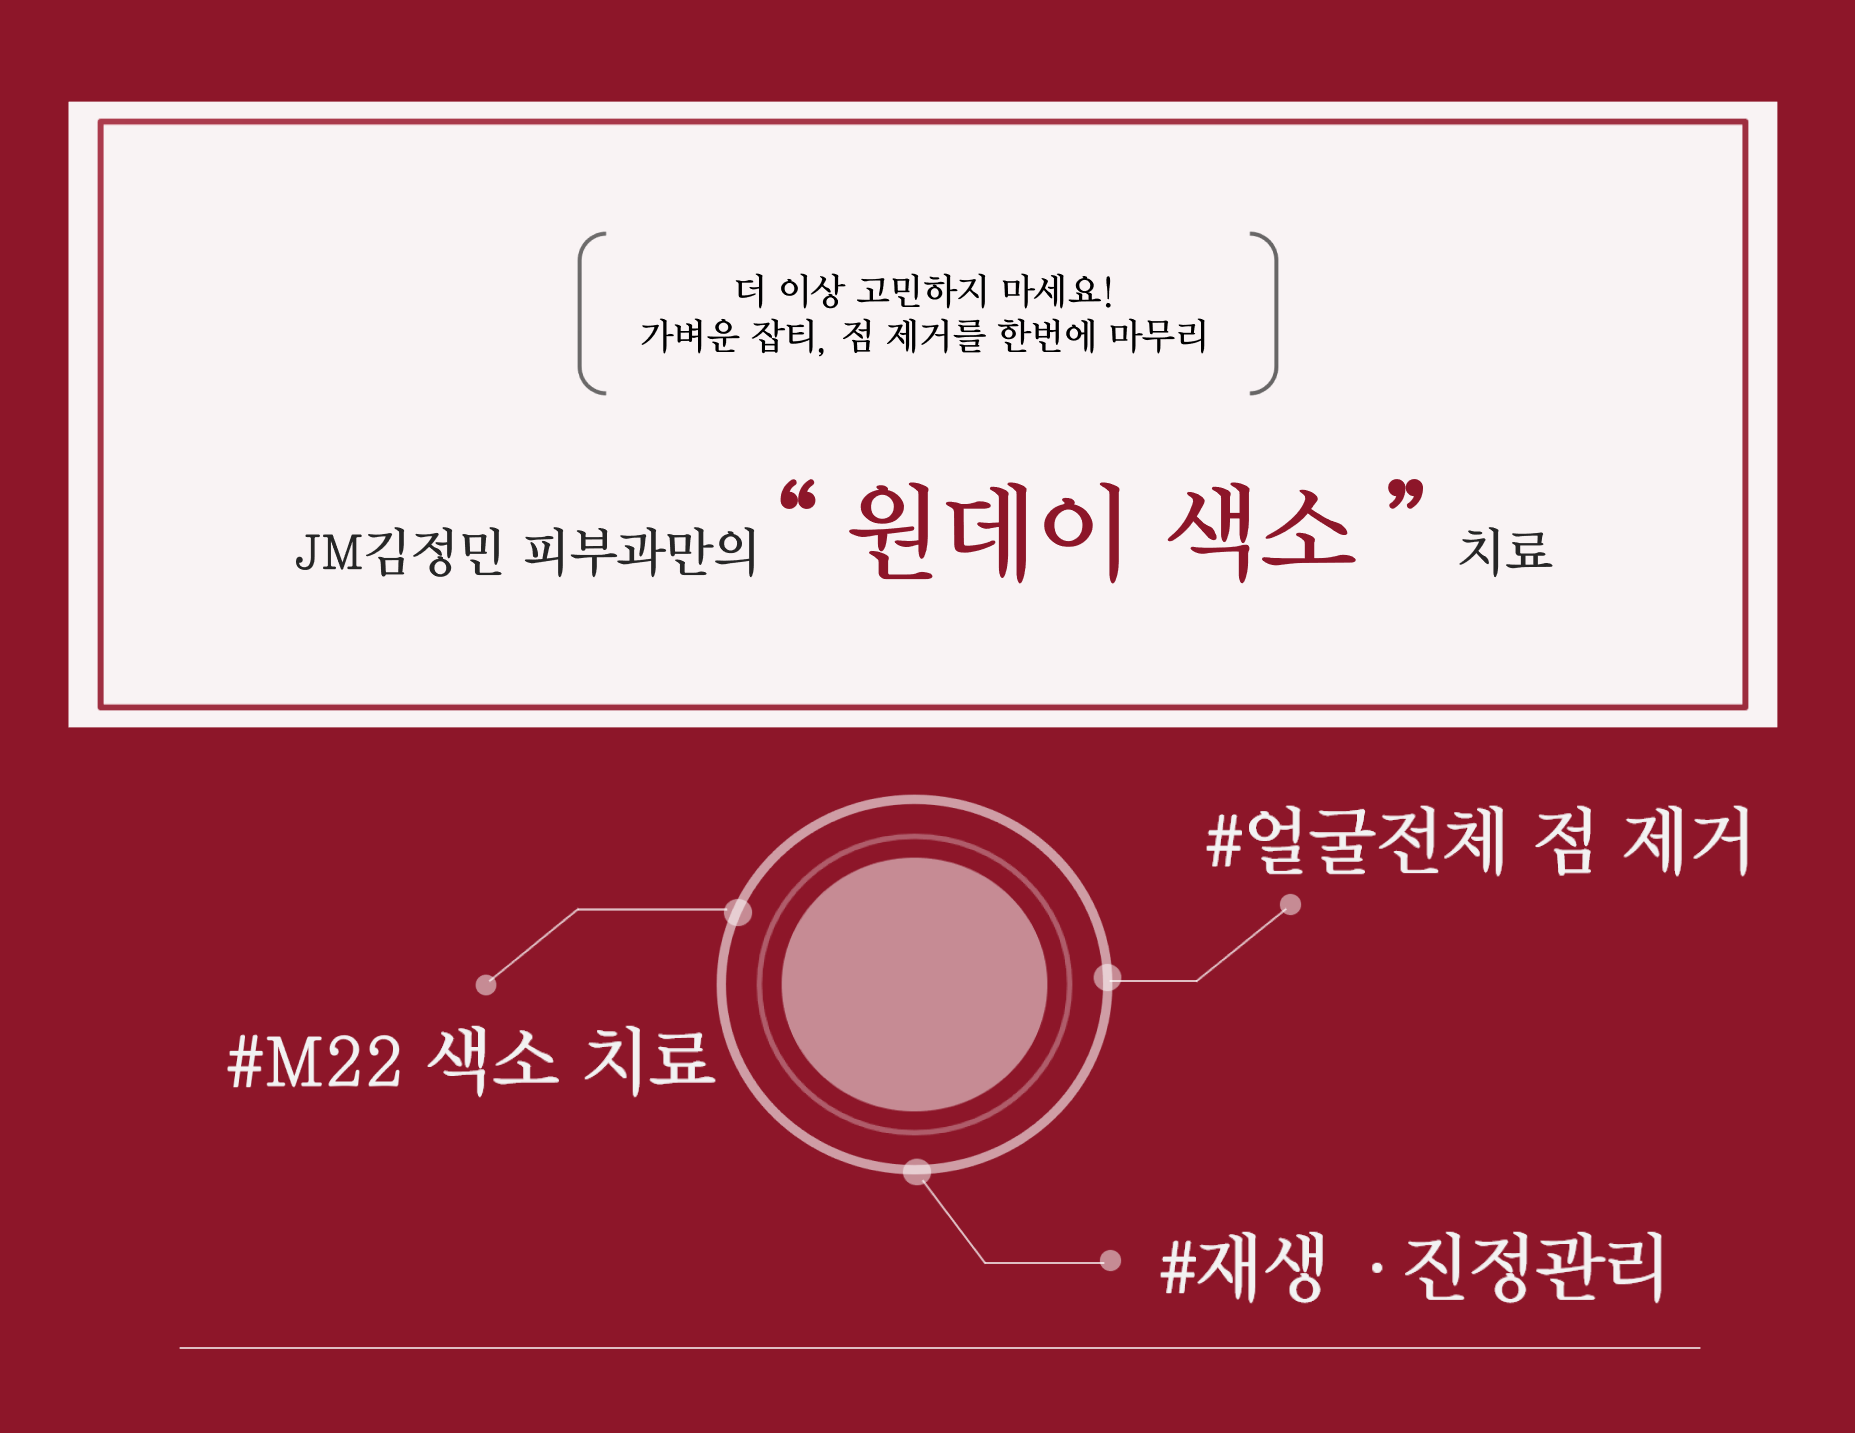 더 이상 고민하지 마세요!
가벼운 잡티, 점 제거를 한번에 마무리
JM김정민 피부과만의 “ 원데이 색소 ” 치료
#얼굴전체 점 제거
#M22 색소 치료
#재생 · 진정관리